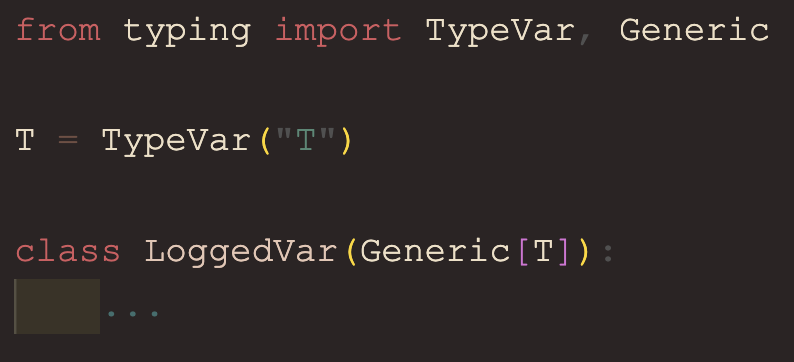 from typing import TypeVar, Generic
T = TypeVar("T")
class LoggedVar(Generic[T]):
    ...